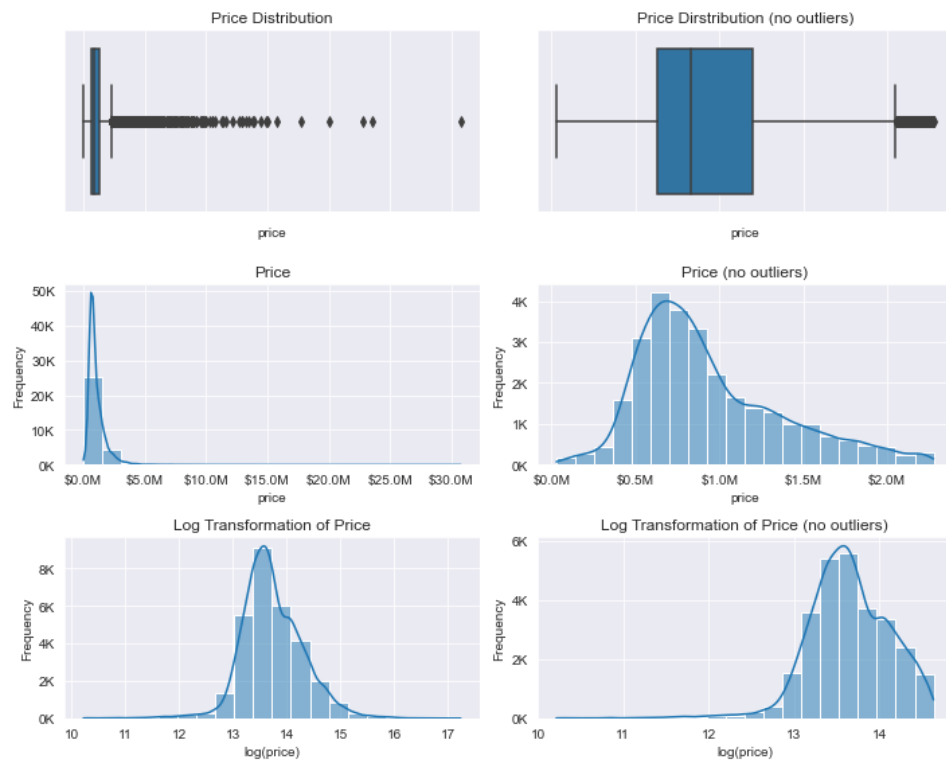 Price Distribution
Price Dirstribution (no outliers)
price
price
Price
Price (no outliers)
50K
40K
30K
20K
10K
0K
Frequency
$0.0M $5.0M $10.0M $15.0M $20.0M $25.0M $30.0M
price
4K
3K
2K
1K
0K
Frequency
$0.0M $0.5M $1.0M $1.5M $2.0M
price
Log Transformation of Price
Log Transformation of Price (no outliers)
8K
6K
4K
2K
0K
Frequency
10 11 12 13 14 15 16 17
log(price)
6K
4K
2K
0K
Frequency
10 11 12 13 14
log(price)